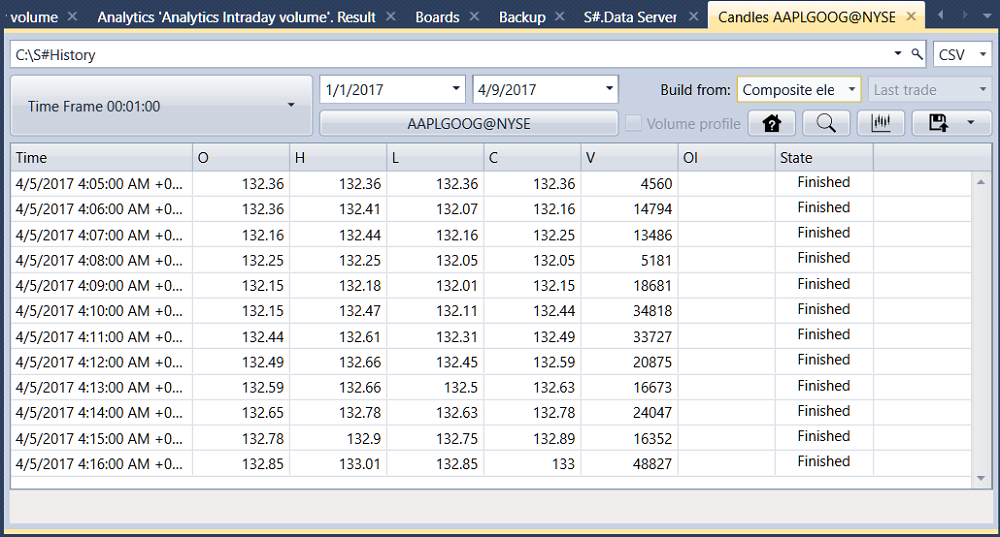 volume Analytics 'Analytics Intraday volume'. Result Boards Backup S#.Data Server Candles AAPLGOOG@NYSE
C:\S#History CSV
Time Frame 00:01:00 1/1/2017 4/9/2017 Build from: Composite ele Last trade
AAPLGOOG@NYSE Volume profile
Time O H L C V OI State
4/5/2017 4:05:00 AM +0... 132.36 132.36 132.36 132.36 4560 Finished
4/5/2017 4:06:00 AM +0... 132.36 132.41 132.07 132.16 14794 Finished
4/5/2017 4:07:00 AM +0... 132.16 132.44 132.16 132.25 13486 Finished
4/5/2017 4:08:00 AM +0... 132.25 132.25 132.05 132.05 5181 Finished
4/5/2017 4:09:00 AM +0... 132.15 132.18 132.01 132.15 18681 Finished
4/5/2017 4:10:00 AM +0... 132.15 132.47 132.11 132.44 34818 Finished
4/5/2017 4:11:00 AM +0... 132.44 132.61 132.31 132.49 33727 Finished
4/5/2017 4:12:00 AM +0... 132.49 132.66 132.45 132.59 20875 Finished
4/5/2017 4:13:00 AM +0... 132.59 132.66 132.5 132.63 16673 Finished
4/5/2017 4:14:00 AM +0... 132.65 132.78 132.63 132.78 24047 Finished
4/5/2017 4:15:00 AM +0... 132.78 132.9 132.75 132.89 16352 Finished
4/5/2017 4:16:00 AM +0... 132.85 133.01 132.85 133 48827 Finished